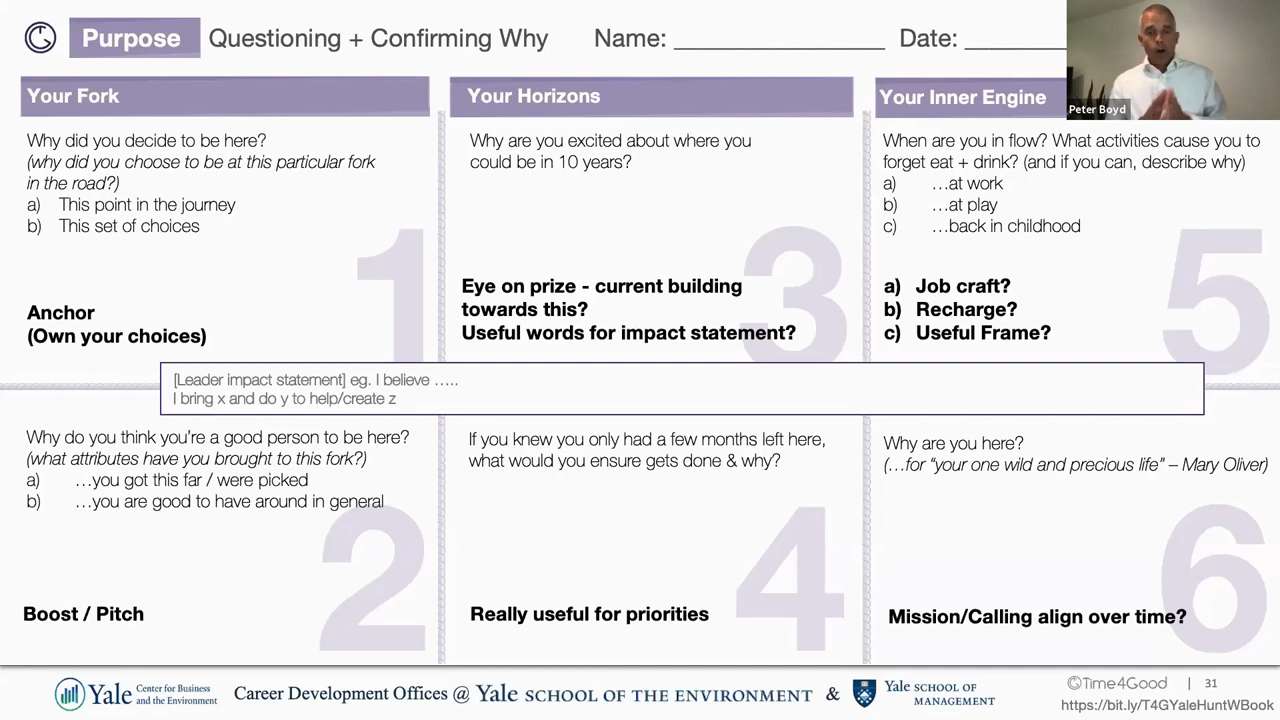 Purpose Questioning + Confirming Why Name: ________________ Date: ________
Peter Boyd
Your Fork
Why did you decide to be here?
(why did you choose to be at this particular fork
in the road?)
a) This point in the journey
b) This set of choices
1
Anchor
(Own your choices)
Your Horizons
Why are you excited about where you
could be in 10 years?
3
Eye on prize - current building
towards this?
Useful words for impact statement?
Your Inner Engine
When are you in flow? What activities cause you to
forget eat + drink? (and if you can, describe why)
a) …at work
b) …at play
c) …back in childhood
5
a) Job craft?
b) Recharge?
c) Useful Frame?
[Leader impact statement] eg. I believe …..
I bring x and do y to help/create z
Why do you think you’re a good person to be here?
(what attributes have you brought to this fork?)
a) …you got this far / were picked
b) …you are good to have around in general
2
Boost / Pitch
If you knew you only had a few months left here,
what would you ensure gets done & why?
4
Really useful for priorities
Why are you here?
(…for “your one wild and precious life” – Mary Oliver)
6
Mission/Calling align over time?
Yale Center for Business
and the Environment
Career Development Offices @ Yale SCHOOL OF THE ENVIRONMENT & Yale SCHOOL OF
MANAGEMENT
©Time4Good | 31
https://bit.ly/T4GYaleHuntWBook